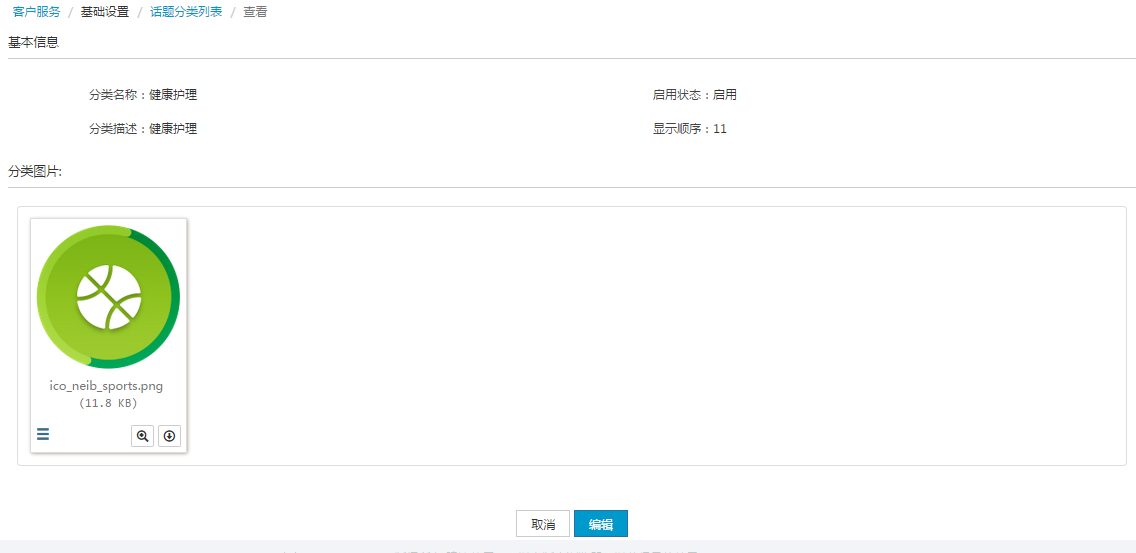 客户服务 / 基础设置 / 话题分类列表 / 查看
基本信息
分类名称：健康护理 启用状态：启用
分类描述：健康护理 显示顺序：11
分类图片:
ico_neib_sports.png
(11.8 KB)
取消 编辑